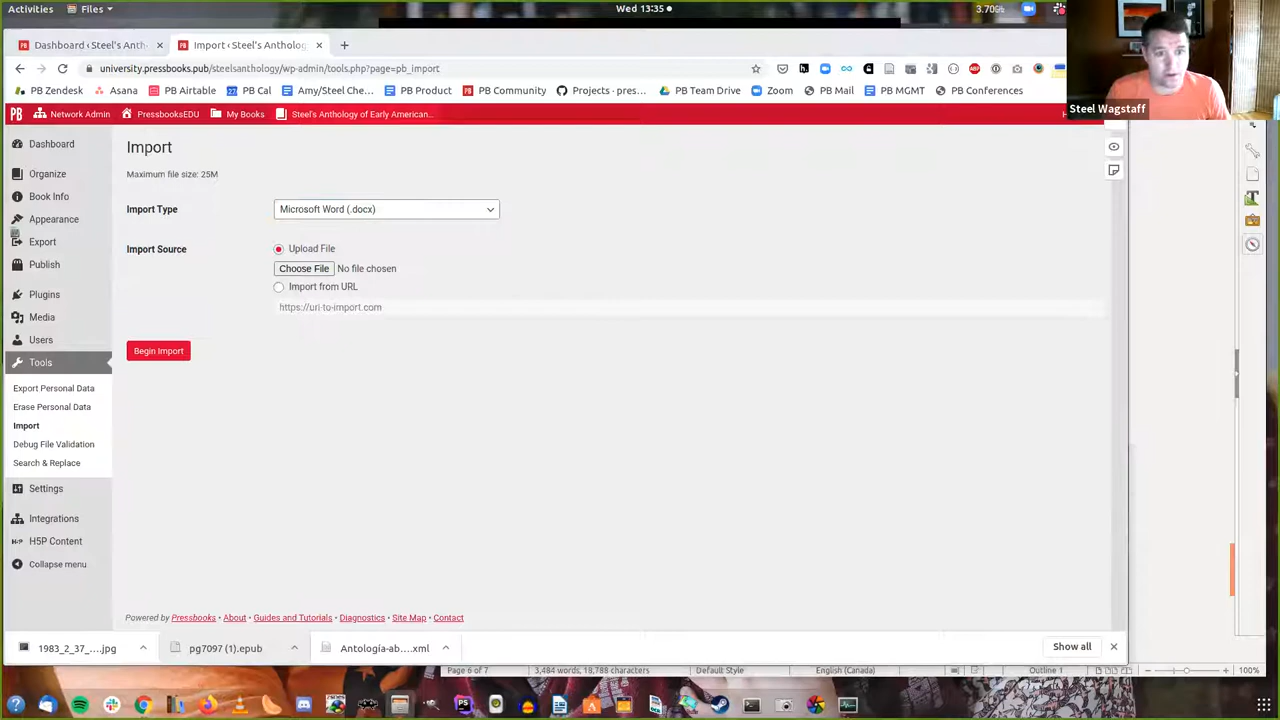 Activities Files Wed 13:35 3.70%
Dashboard ‹ Steel's Anth Import ‹ Steel's Antholog
university.pressbooks.pub/steelsanthology/wp-admin/tools.php?page=pb_import
PB Zendesk Asana PB Airtable PB Cal Amy/Steel Che... PB Product PB Community Projects · pres... PB Team Drive Zoom PB Mail PB MGMT PB Conferences
Steel Wagstaff
PB Network Admin PressbooksEDU My Books Steel's Anthology of Early American...
Dashboard
Organize
Book Info
Appearance
Export
Publish
Plugins
Media
Users
Tools
Export Personal Data
Erase Personal Data
Import
Debug File Validation
Search & Replace
Settings
Integrations
H5P Content
Collapse menu
Import
Maximum file size: 25M
Import Type Microsoft Word (.docx)
Import Source Upload File
Choose File No file chosen
Import from URL
https://url-to-import.com
Begin Import
Powered by Pressbooks • About • Guides and Tutorials • Diagnostics • Site Map • Contact
1983_2_37_....jpg pg7097 (1).epub Antología-ab....xml Show all
Page 6 of 7 3,484 words, 19,788 characters Default Style English (Canada) Outline 1 100%